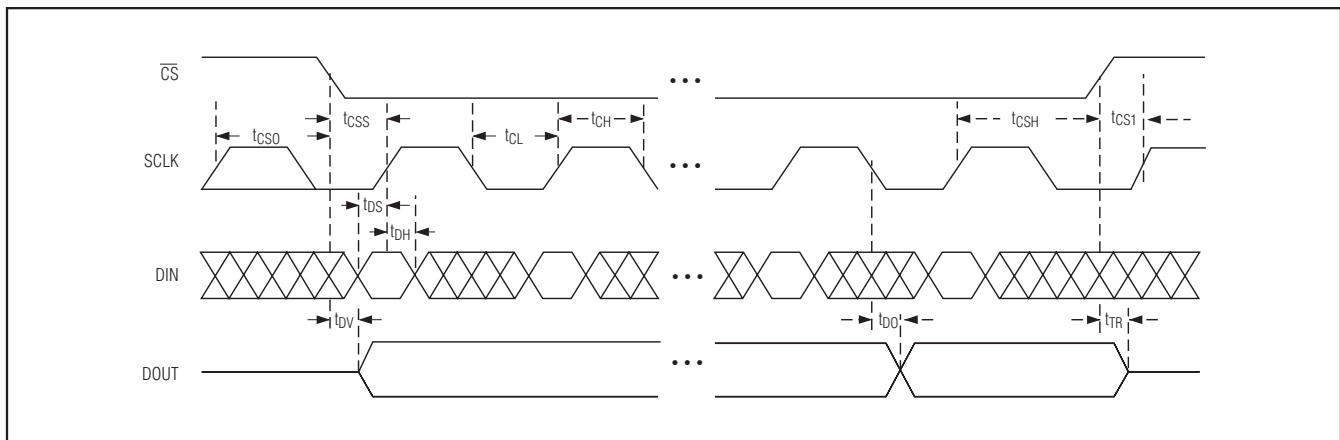 CS
tCSS
tCH
tCSH
tCS1
tCSO
tCL
SCLK
tDS
tDH
DIN
tDV
tDO
tTR
DOUT